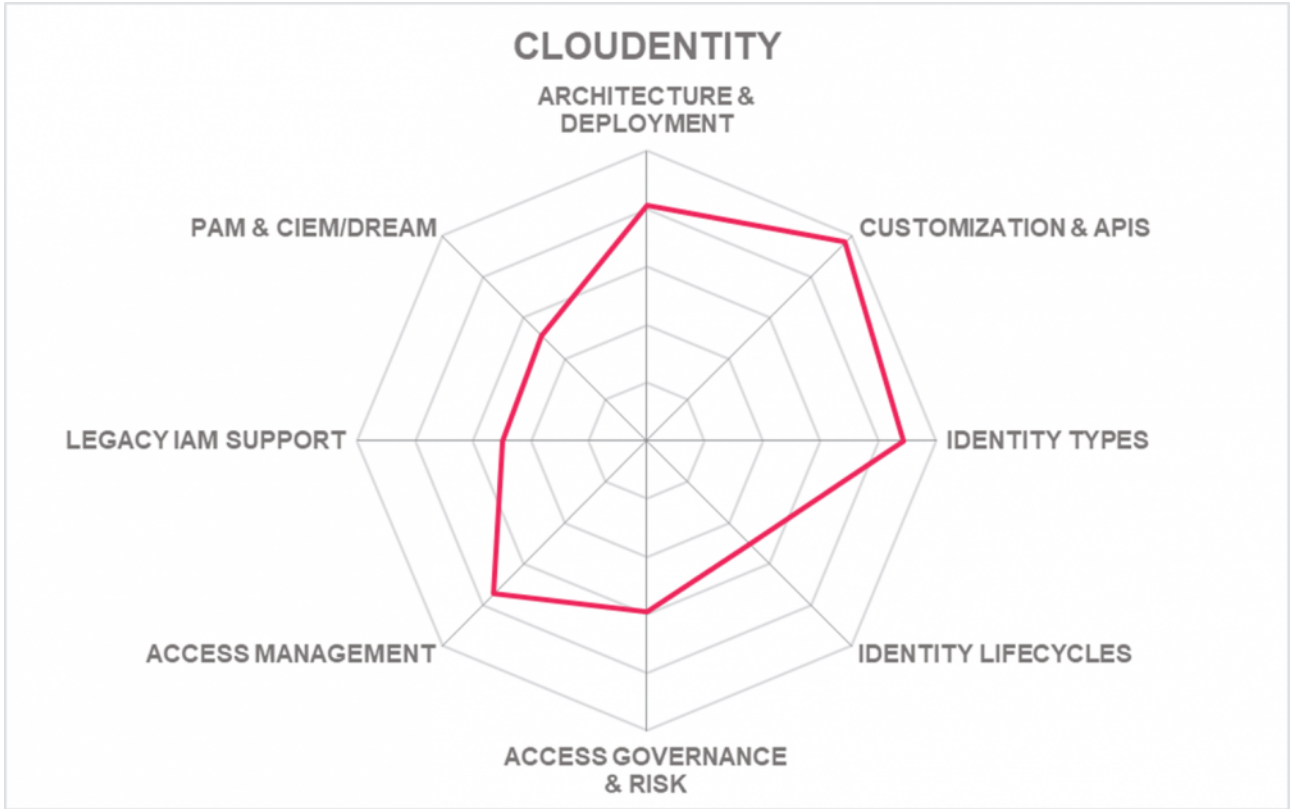 CLOUDENTITY
ARCHITECTURE &
DEPLOYMENT
PAM & CIEM/DREAM
CUSTOMIZATION & APIS
LEGACY IAM SUPPORT
IDENTITY TYPES
ACCESS MANAGEMENT
IDENTITY LIFECYCLES
ACCESS GOVERNANCE
& RISK